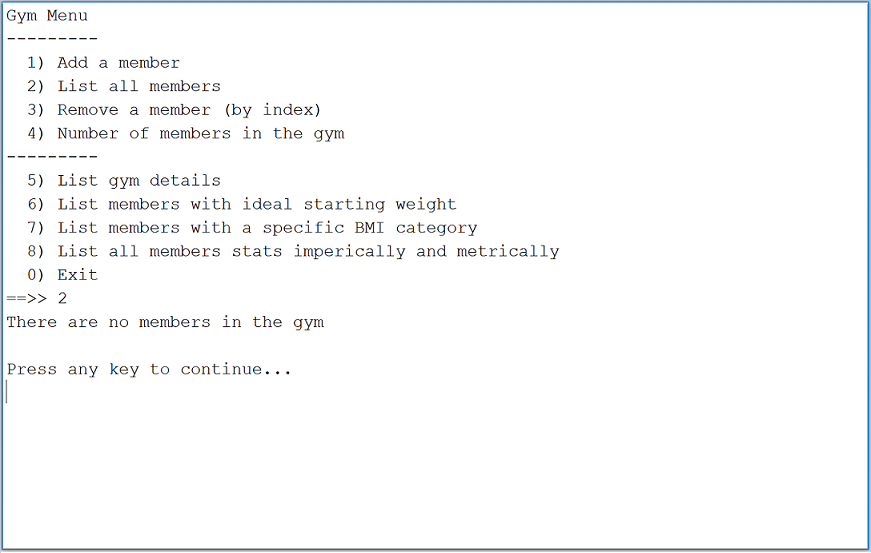 Gym Menu
---------
  1) Add a member
  2) List all members
  3) Remove a member (by index)
  4) Number of members in the gym
---------
  5) List gym details
  6) List members with ideal starting weight
  7) List members with a specific BMI category
  8) List all members stats imperically and metrically
  0) Exit
==>> 2
There are no members in the gym

Press any key to continue...